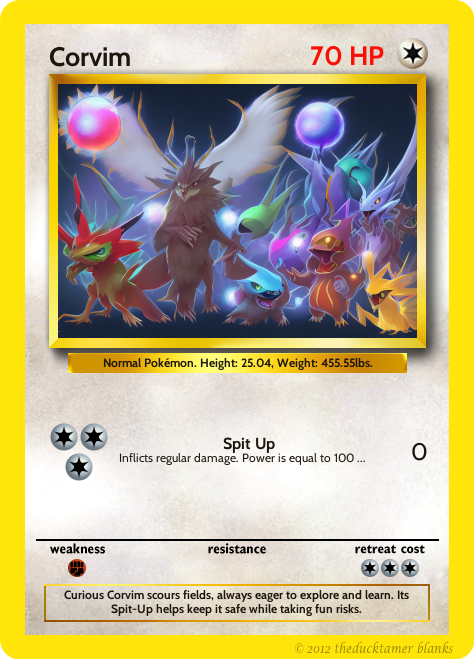 Corvim 70 HP
Normal Pokémon. Height: 25.04, Weight: 455.55lbs.
Spit Up
Inflicts regular damage. Power is equal to 100 ...
0
weakness resistance retreat cost
Curious Corvim scours fields, always eager to explore and learn. Its
Spit-Up helps keep it safe while taking fun risks.
© 2012 theducktamer blanks